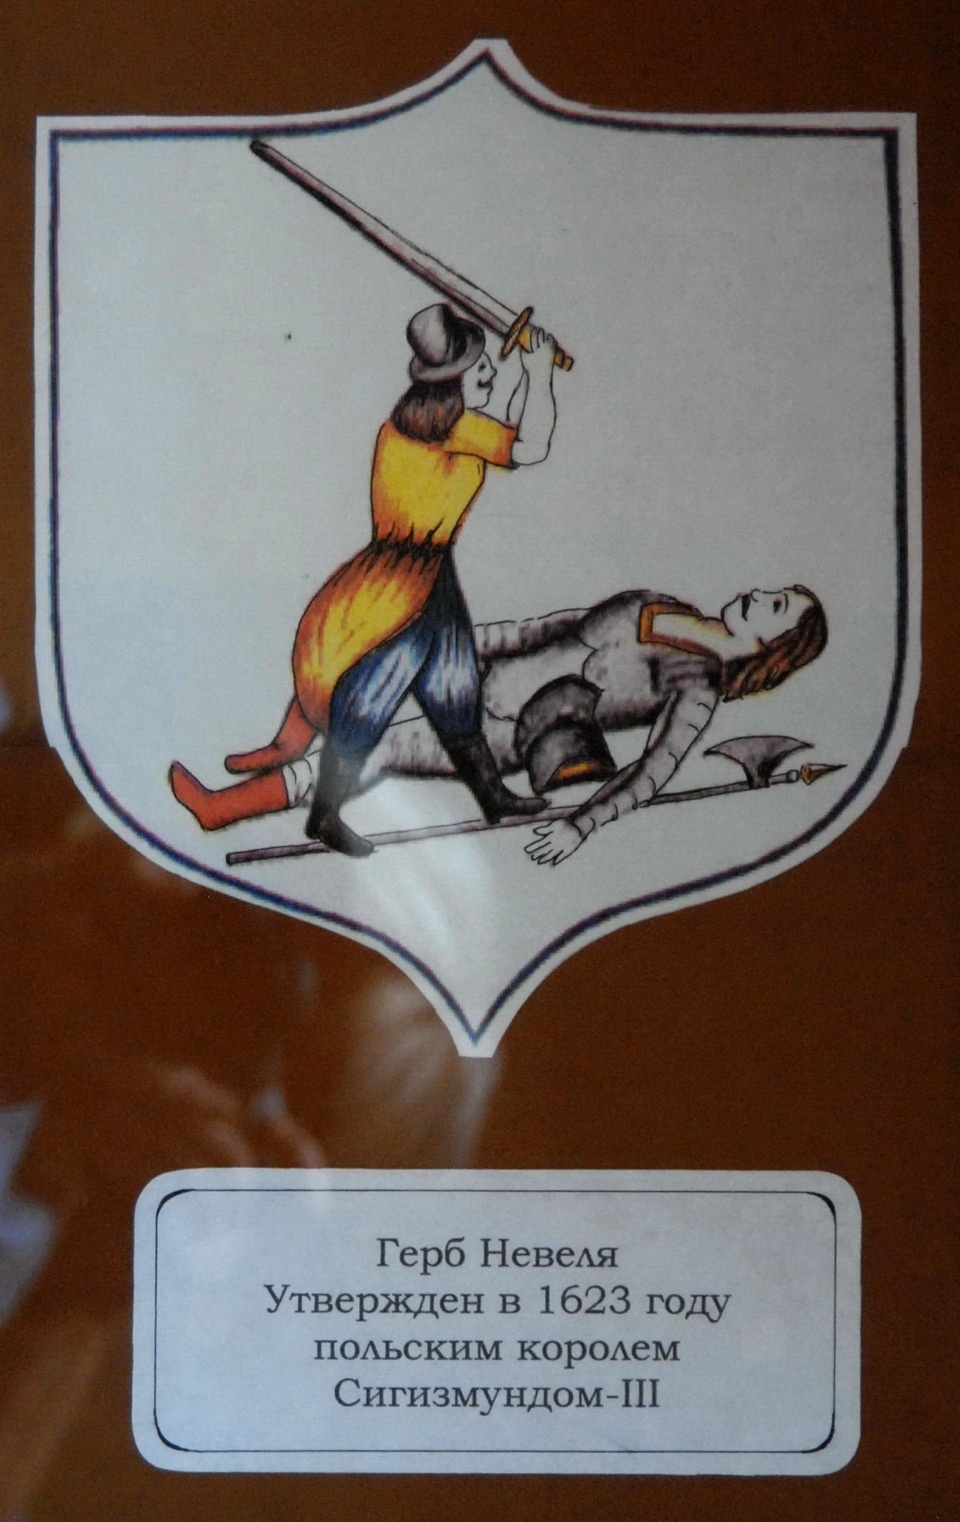 Герб Невеля
Утвержден в 1623 году
польским королем
Сигизмундом-III